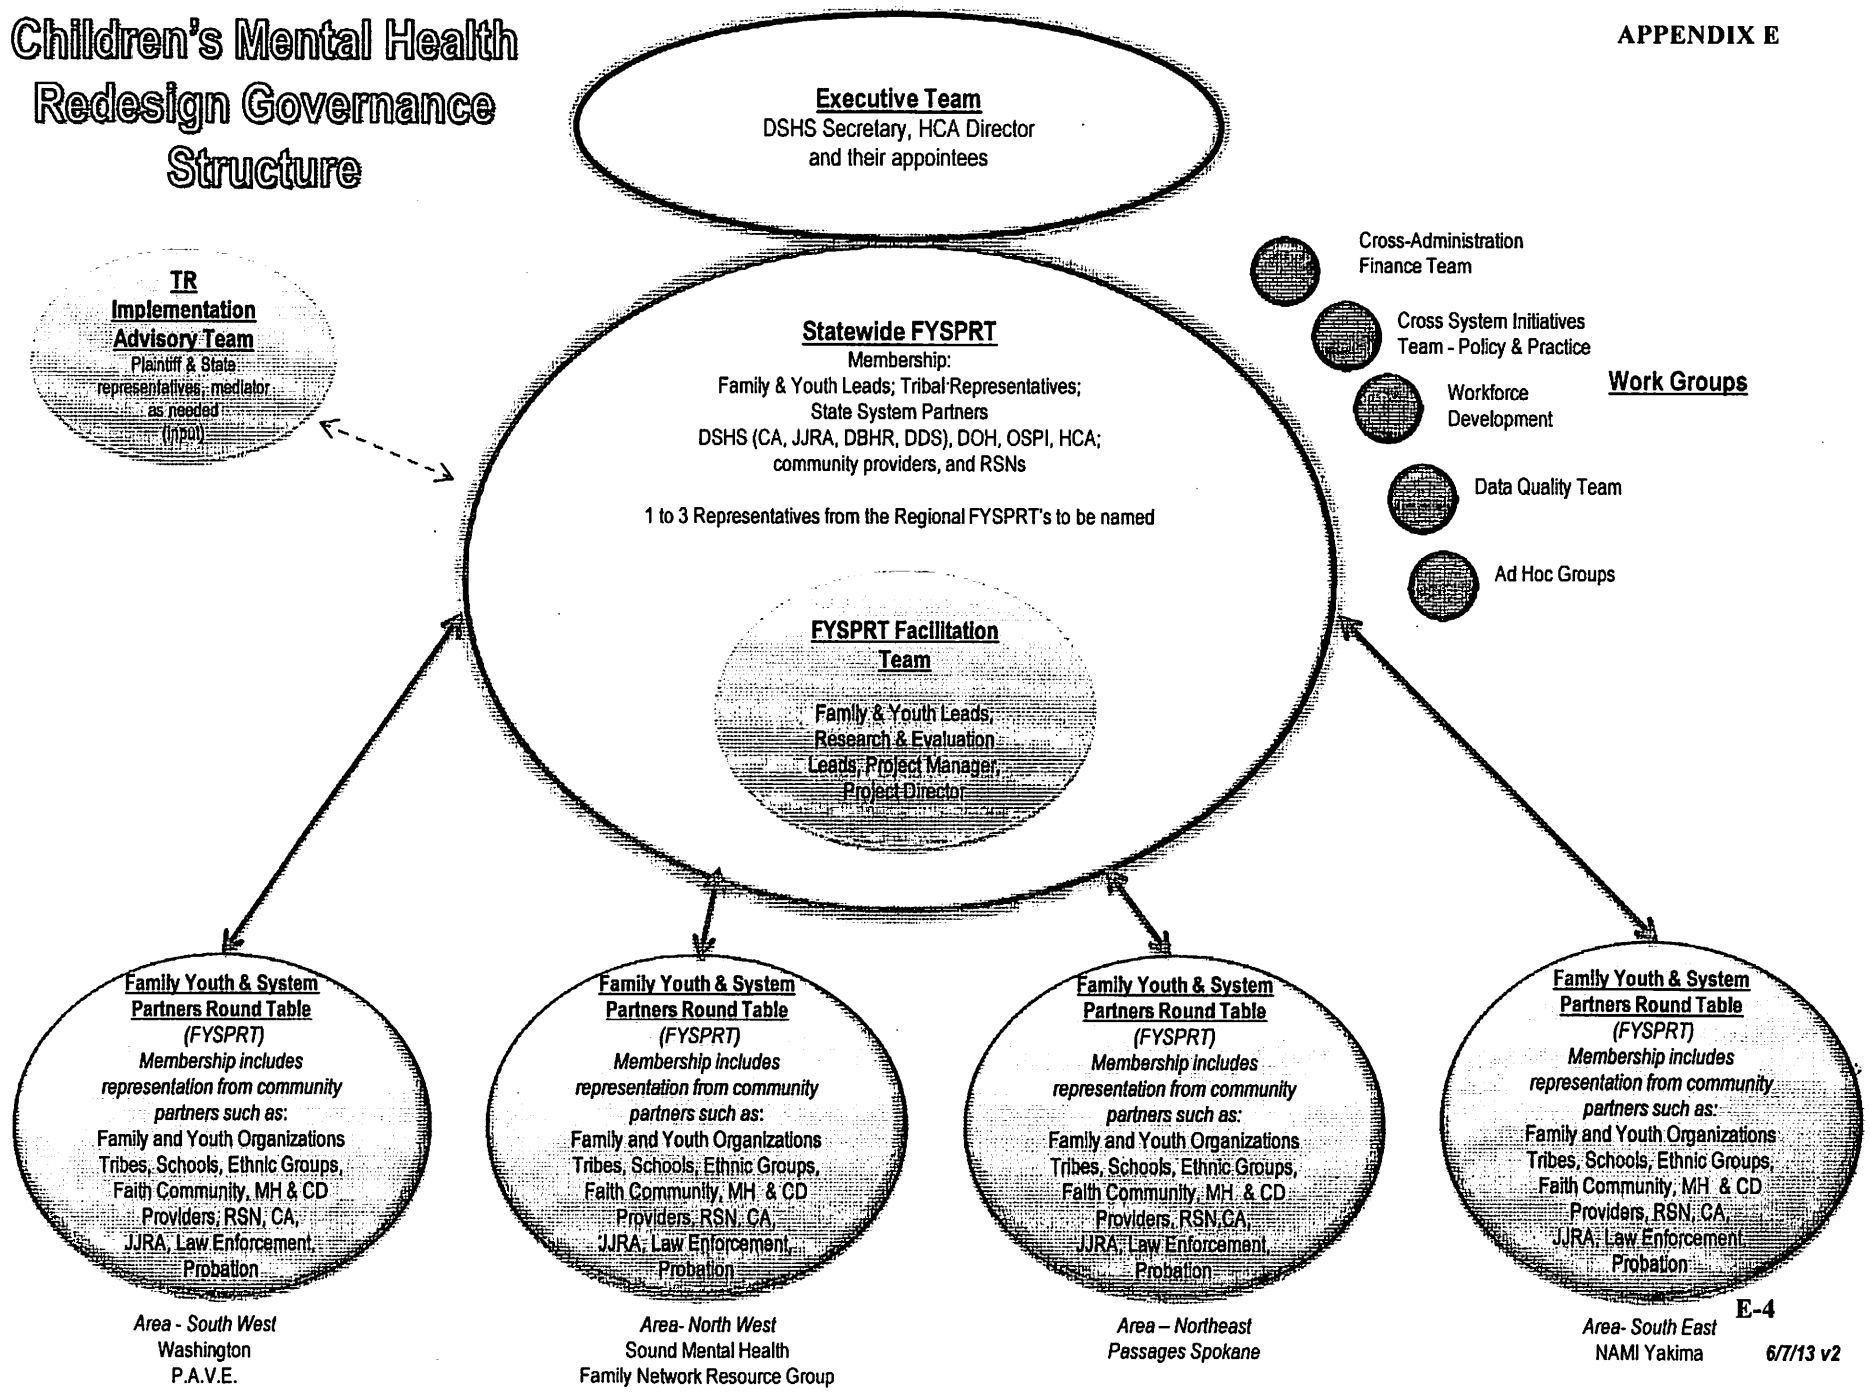 Children's Mental Health
Redesign Governance
Structure
APPENDIX E
Executive Team
DSHS Secretary, HCA Director
and their appointees
TR
Implementation
Advisory Team
Plaintiff & State
representatives, mediator
as needed
(input)
Statewide FYSPRT
Membership:
Family & Youth Leads; Tribal Representatives;
State System Partners
DSHS (CA, JJRA, DBHR, DDS), DOH, OSPI, HCA;
community providers, and RSNs
1 to 3 Representatives from the Regional FYSPRT's to be named
FYSPRT Facilitation
Team
Family & Youth Leads,
Research & Evaluation
Leads, Project Manager,
Project Director
Cross-Administration
Finance Team
Cross System Initiatives
Team - Policy & Practice
Workforce
Development
Data Quality Team
Ad Hoc Groups
Work Groups
Family Youth & System
Partners Round Table
(FYSPRT)
Membership includes
representation from community
partners such as:
Family and Youth Organizations
Tribes, Schools, Ethnic Groups,
Faith Community, MH & CD
Providers, RSN, CA,
JJRA, Law Enforcement,
Probation
Area - South West
Washington
P.A.V.E.
Family Youth & System
Partners Round Table
(FYSPRT)
Membership includes
representation from community
partners such as:
Family and Youth Organizations
Tribes, Schools, Ethnic Groups,
Faith Community, MH & CD
Providers, RSN, CA,
JJRA, Law Enforcement,
Probation
Area- North West
Sound Mental Health
Family Network Resource Group
Family Youth & System
Partners Round Table
(FYSPRT)
Membership includes
representation from community
partners such as:
Family and Youth Organizations
Tribes, Schools, Ethnic Groups,
Faith Community, MH & CD
Providers, RSN,CA,
JJRA, Law Enforcement,
Probation
Area – Northeast
Passages Spokane
Family Youth & System
Partners Round Table
(FYSPRT)
Membership includes
representation from community
partners such as:
Family and Youth Organizations
Tribes, Schools, Ethnic Groups,
Faith Community, MH & CD
Providers, RSN, CA,
JJRA, Law Enforcement,
Probation
Area- South East
NAMI Yakima
E-4
6/7/13 v2